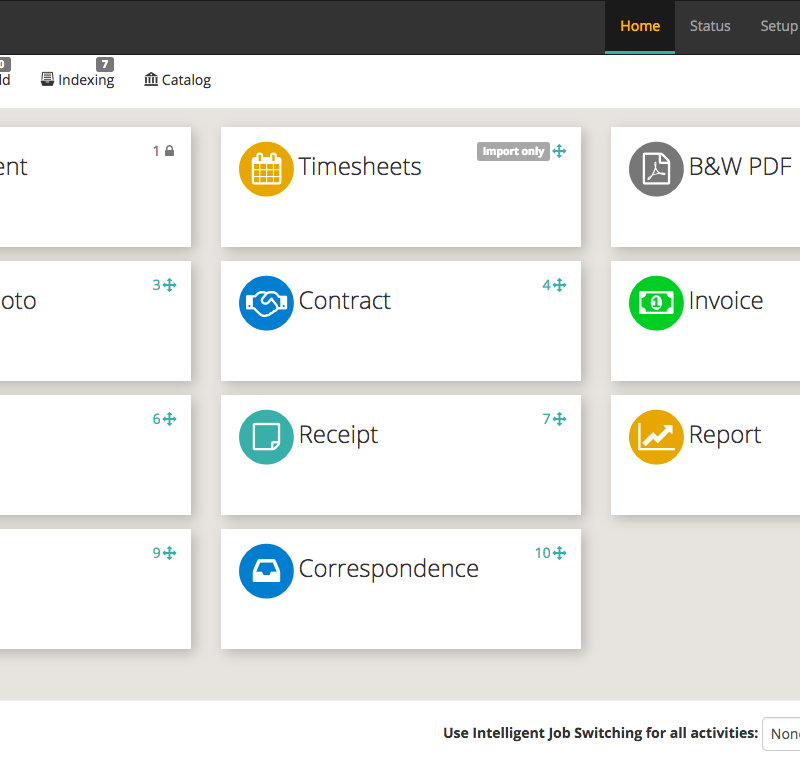 Home Status Setup
0 7
ld Indexing Catalog
ent 1 Timesheets Import only B&W PDF
oto 3 Contract 4 Invoice
6 Receipt 7 Report
9 Correspondence 10
Use Intelligent Job Switching for all activities: None